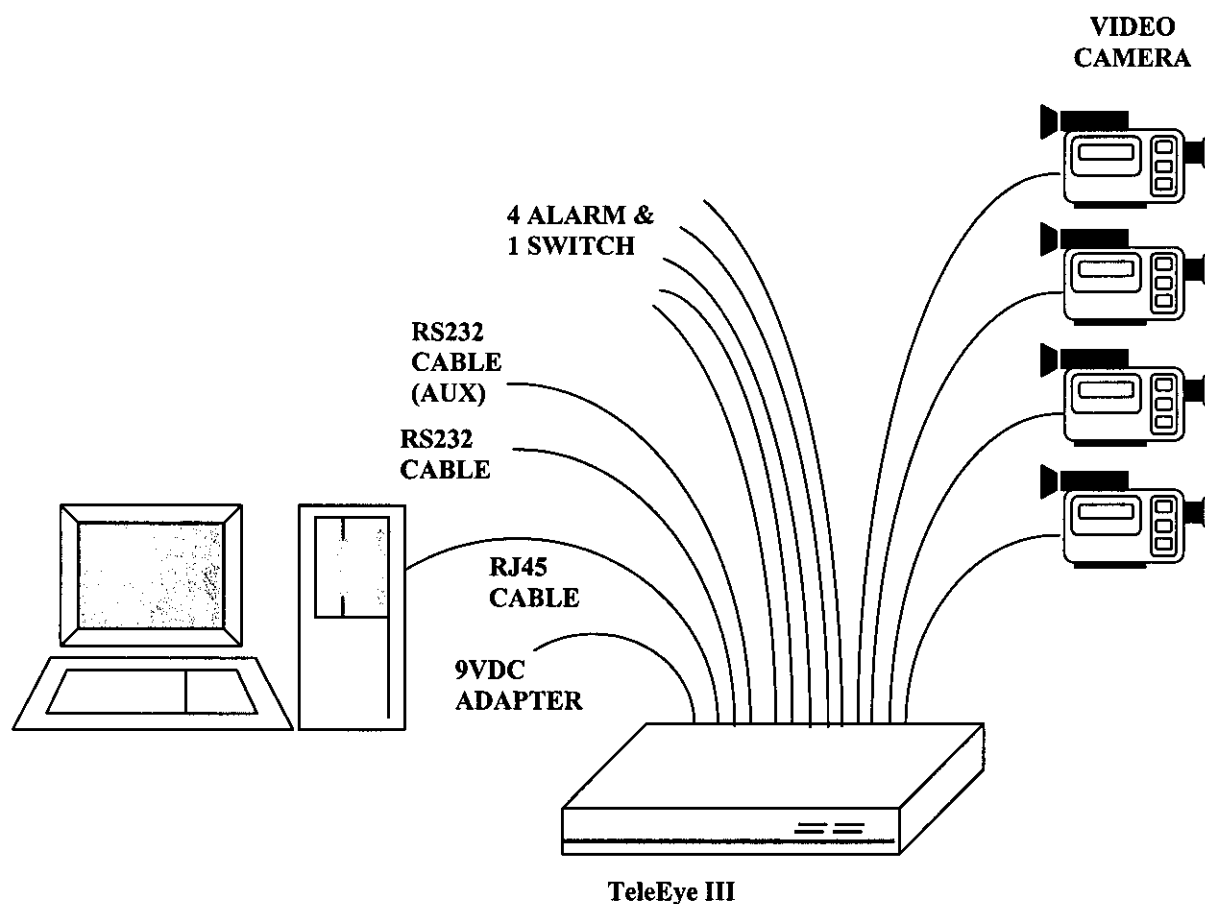 VIDEO
CAMERA
4 ALARM &
1 SWITCH
RS232
CABLE
(AUX)
RS232
CABLE
RJ45
CABLE
9VDC
ADAPTER
TeleEye III